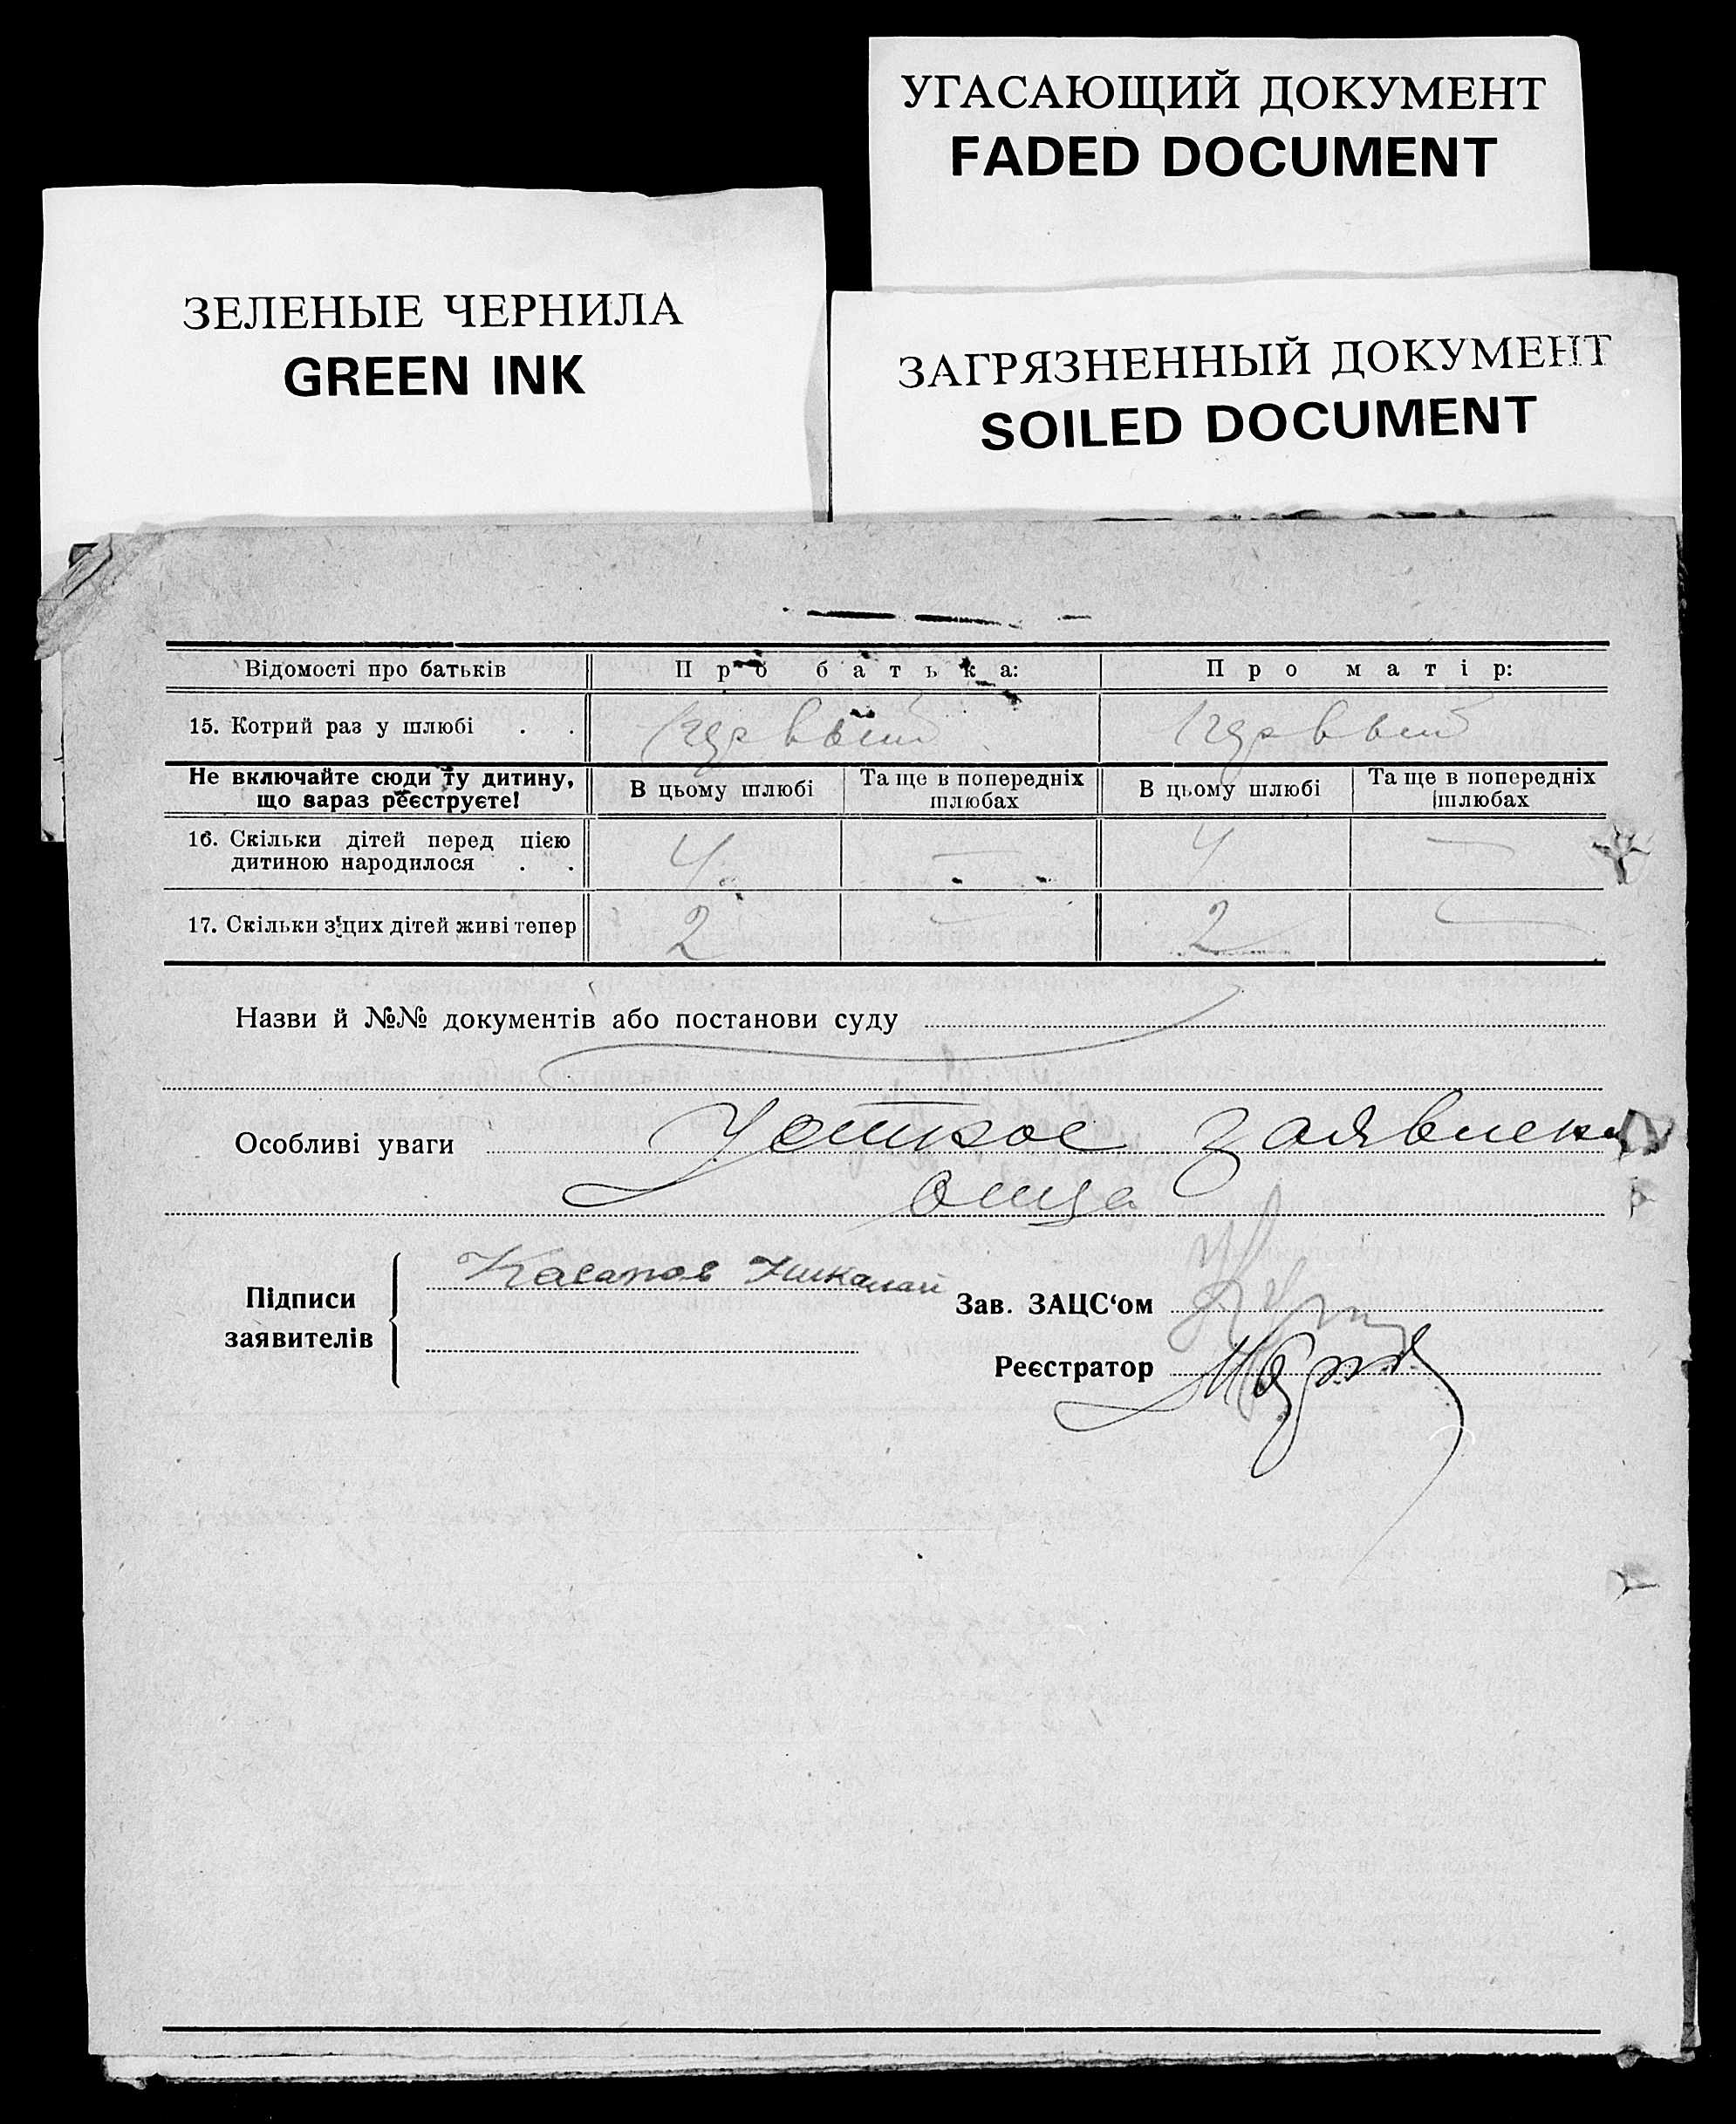 УГАСАЮЩИЙ ДОКУМЕНТ
FADED DOCUMENT
ЗЕЛЕНЫЕ ЧЕРНИЛА
GREEN INK
ЗАГРЯЗНЕННЫЙ ДОКУМЕНТ
SOILED DOCUMENT
Відомості про батьків Про батька: Про матір:
15. Котрий раз у шлюбі . . первый первый
Не включайте сюди ту дитину, що зараз реєструєте! В цьому шлюбі Та ще в попередніх шлюбах В цьому шлюбі Та ще в попередніх шлюбах
16. Скільки дітей перед цією
дитиною народилося . . 4 — 4 —
17. Скільки з цих дітей живі тепер 2 — 2 —
Назви й №№ документів або постанови суду
Особливі уваги Устное заявлен
отца
Підписи
заявителів
Касапов Николай
Зав. ЗАЦС'ом
Реєстратор